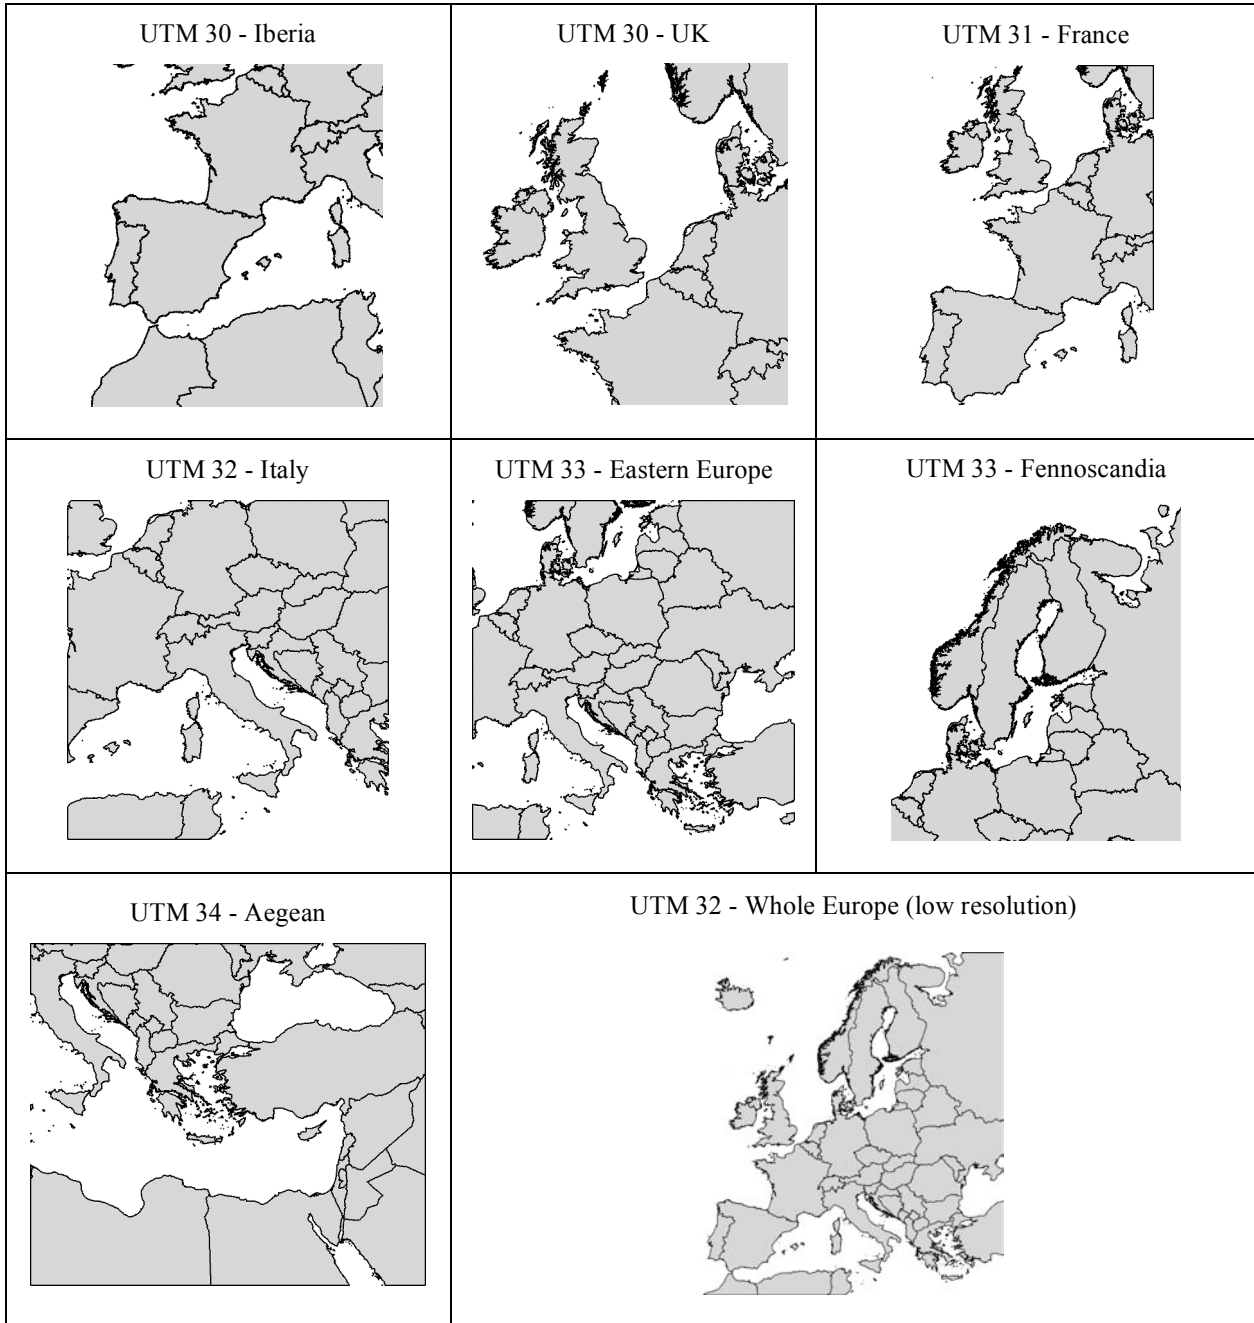 UTM 30 - Iberia
UTM 30 - UK
UTM 31 - France
UTM 32 - Italy
UTM 33 - Eastern Europe
UTM 33 - Fennoscandia
UTM 34 - Aegean
UTM 32 - Whole Europe (low resolution)